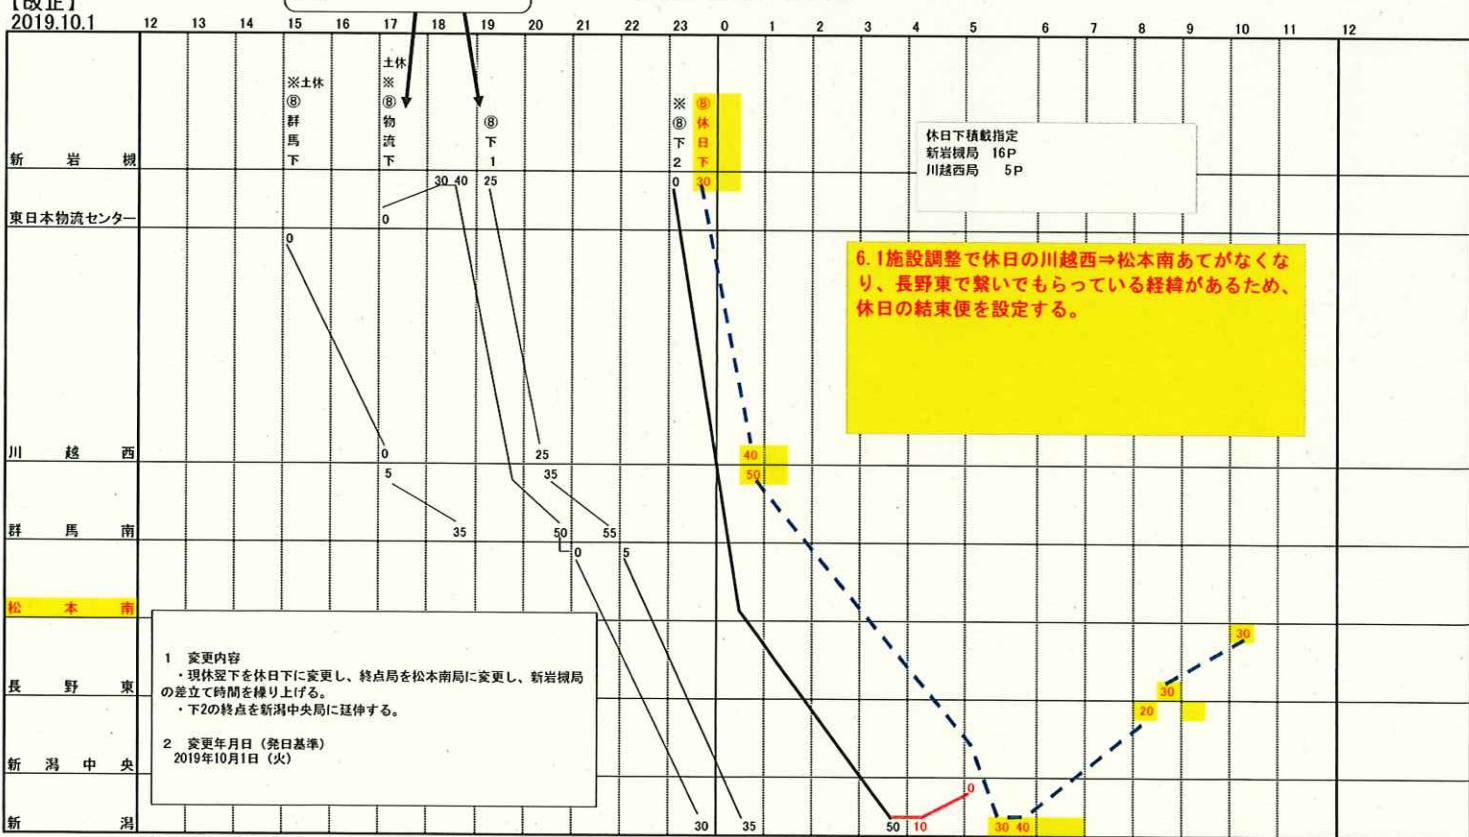 【改正】
2019.10.1
12 13 14 15 17 18 19 20 21 22 23 0 1 2 3 4 5 6 7 8 9 10 11 12
※土休
⑧群馬下
土休
※
⑧物流下
⑧下1
※⑧下2
⑧休日下
休日下積載指定
新岩槻局 16P
川越西局 5P
新岩槻
30 40 25 0 30
東日本物流センター
0
0
6.1施設調整で休日の川越西⇒松本南あてがなくな
り、長野東で繋いでもらっている経緯があるため、
休日の結束便を設定する。
川越西
0 25 40
5 35 50
群馬南
35 50 55
0 5
松本南
30
1 変更内容
・現休翌下を休日下に変更し、終点局を松本南局に変更し、新岩槻局
の差立て時間を繰り上げる。
・下2の終点を新潟中央局に延伸する。
2 変更年月日（発日基準）
2019年10月1日（火）
長野東
30
20
新潟中央
0
新潟
30 35 50 10 30 40